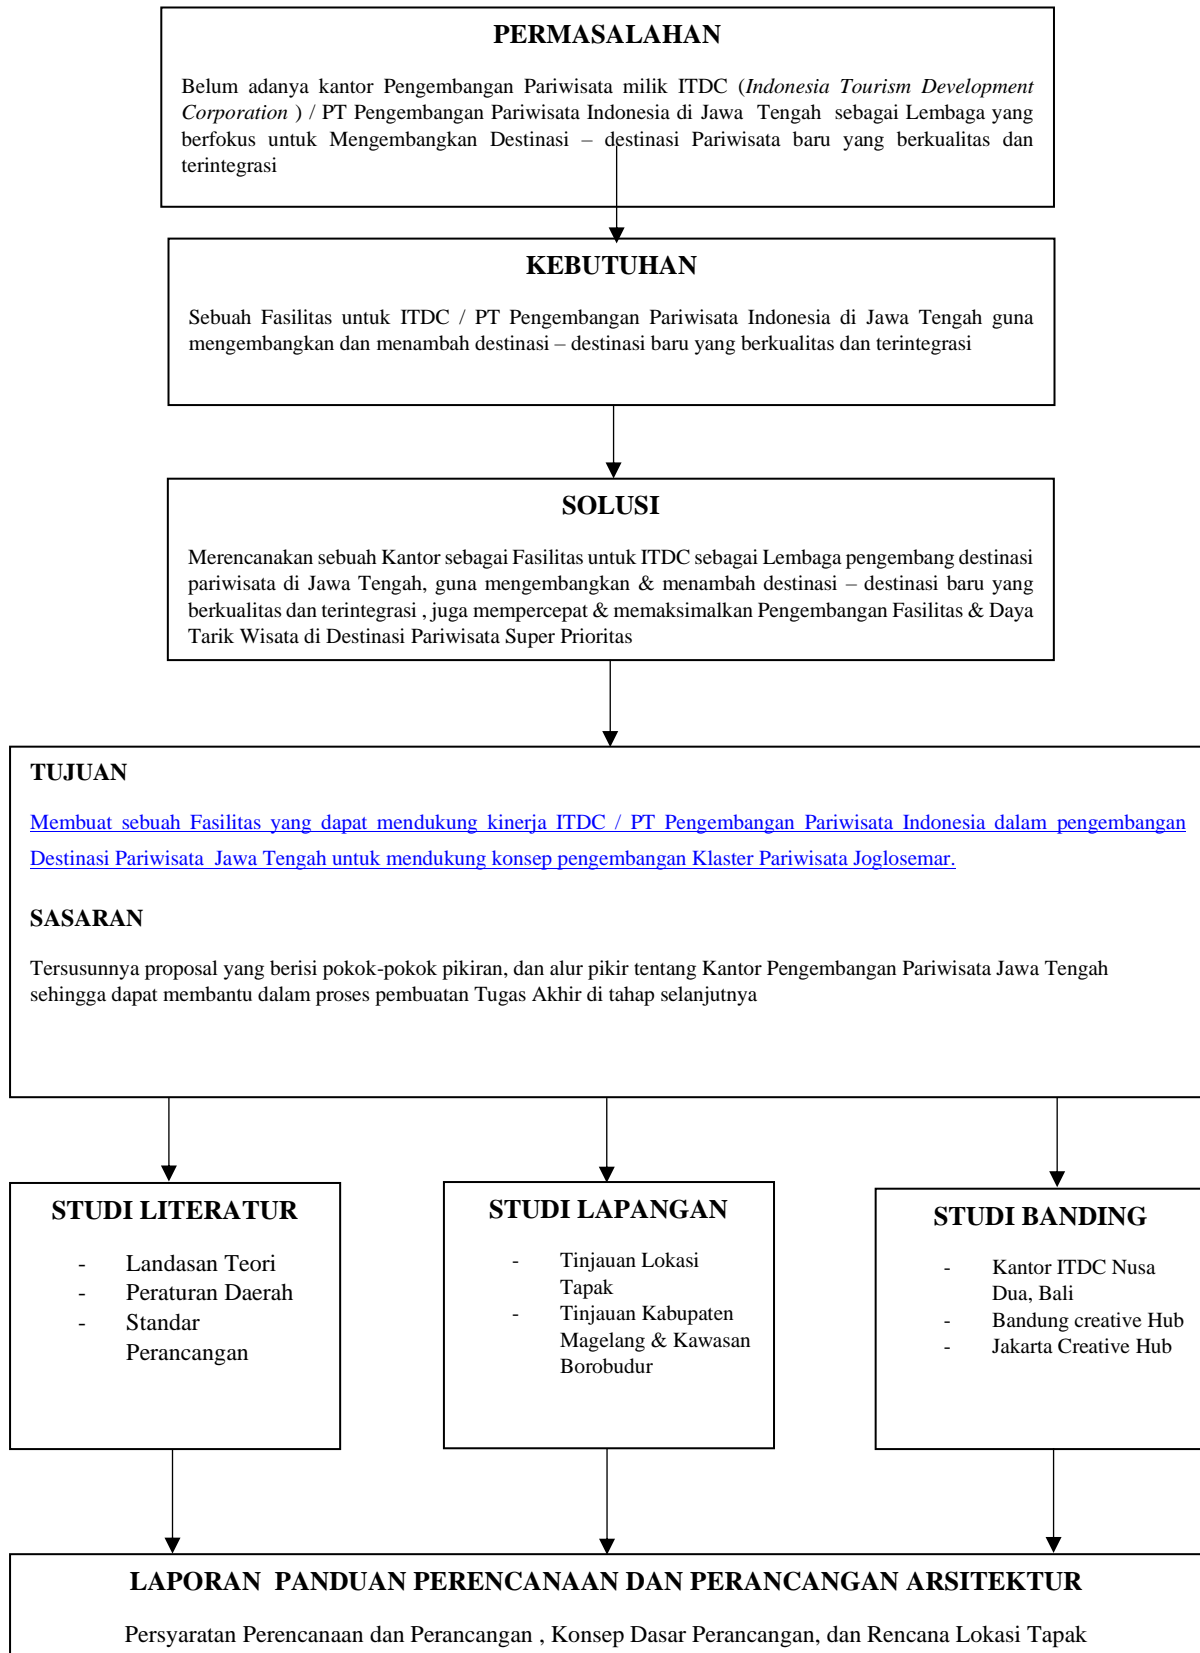 PERMASALAHAN
Belum adanya kantor Pengembangan Pariwisata milik ITDC (Indonesia Tourism Development
Corporation ) / PT Pengembangan Pariwisata Indonesia di Jawa Tengah sebagai Lembaga yang
berfokus untuk Mengembangkan Destinasi – destinasi Pariwisata baru yang berkualitas dan
terintegrasi
KEBUTUHAN
Sebuah Fasilitas untuk ITDC / PT Pengembangan Pariwisata Indonesia di Jawa Tengah guna
mengembangkan dan menambah destinasi – destinasi baru yang berkualitas dan terintegrasi
SOLUSI
Merencanakan sebuah Kantor sebagai Fasilitas untuk ITDC sebagai Lembaga pengembang destinasi
pariwisata di Jawa Tengah, guna mengembangkan & menambah destinasi – destinasi baru yang
berkualitas dan terintegrasi , juga mempercepat & memaksimalkan Pengembangan Fasilitas & Daya
Tarik Wisata di Destinasi Pariwisata Super Prioritas
TUJUAN
Membuat sebuah Fasilitas yang dapat mendukung kinerja ITDC / PT Pengembangan Pariwisata Indonesia dalam pengembangan
Destinasi Pariwisata Jawa Tengah untuk mendukung konsep pengembangan Klaster Pariwisata Joglosemar.
SASARAN
Tersusunnya proposal yang berisi pokok-pokok pikiran, dan alur pikir tentang Kantor Pengembangan Pariwisata Jawa Tengah
sehingga dapat membantu dalam proses pembuatan Tugas Akhir di tahap selanjutnya
STUDI LITERATUR
- Landasan Teori
- Peraturan Daerah
- Standar
Perancangan
STUDI LAPANGAN
- Tinjauan Lokasi
Tapak
- Tinjauan Kabupaten
Magelang & Kawasan
Borobudur
STUDI BANDING
- Kantor ITDC Nusa
Dua, Bali
- Bandung creative Hub
- Jakarta Creative Hub
LAPORAN PANDUAN PERENCANAAN DAN PERANCANGAN ARSITEKTUR
Persyaratan Perencanaan dan Perancangan , Konsep Dasar Perancangan, dan Rencana Lokasi Tapak